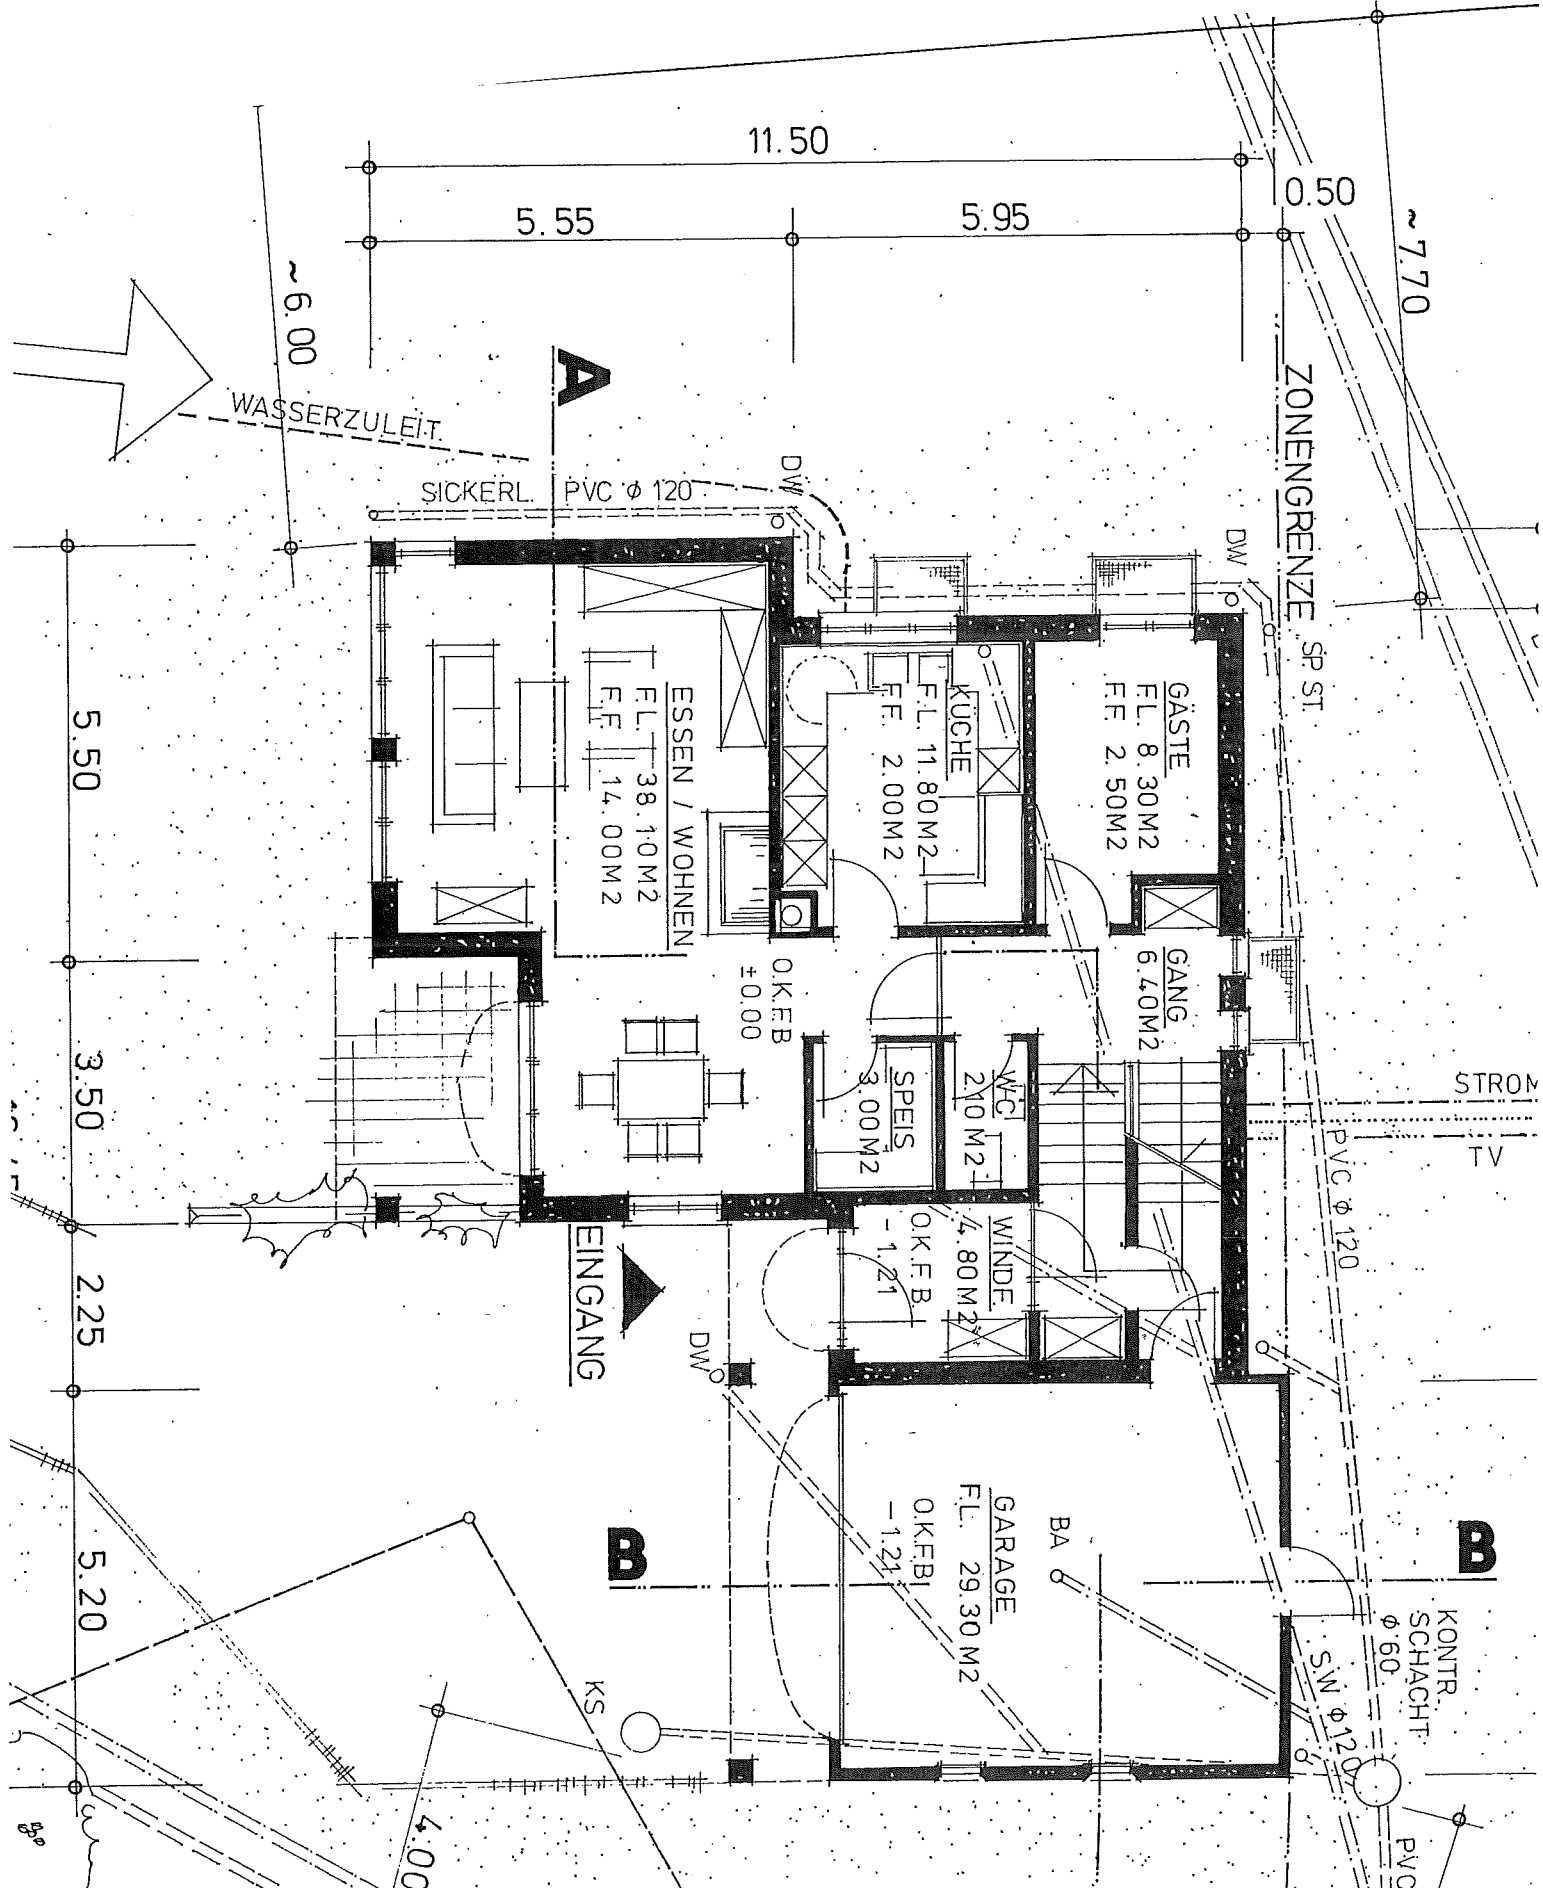 11.50
0.50
5.55
5.95
~7.70
~6.00
A
ZONENGRENZE
WASSERZULEIT.
SICKERL. PVC φ 120
DW
DW
SP. ST.
5.50
ESSEN / WOHNEN
F.L. 38.10M2
F.F. 14.00M2
KÜCHE
F.L. 11.80M2
F.F. 2.00M2
GÄSTE
F.L. 8.30M2
F.F. 2.50M2
GANG
6.40M2
O.K.F.B
±0.00
3.50
SPEIS
3.00M2
WC
2.10M2
STROM
TV
PVC φ 120
2.25
EINGANG
WINDF.
4.80M2
O.K.F.B.
-1.21
DW
5.20
B
B
GARAGE
F.L. 29.30M2
O.K.F.B.
-1.21
BA
KONTR.
SCHACHT
φ 60
S.W φ 120
KS
4.00
PVC